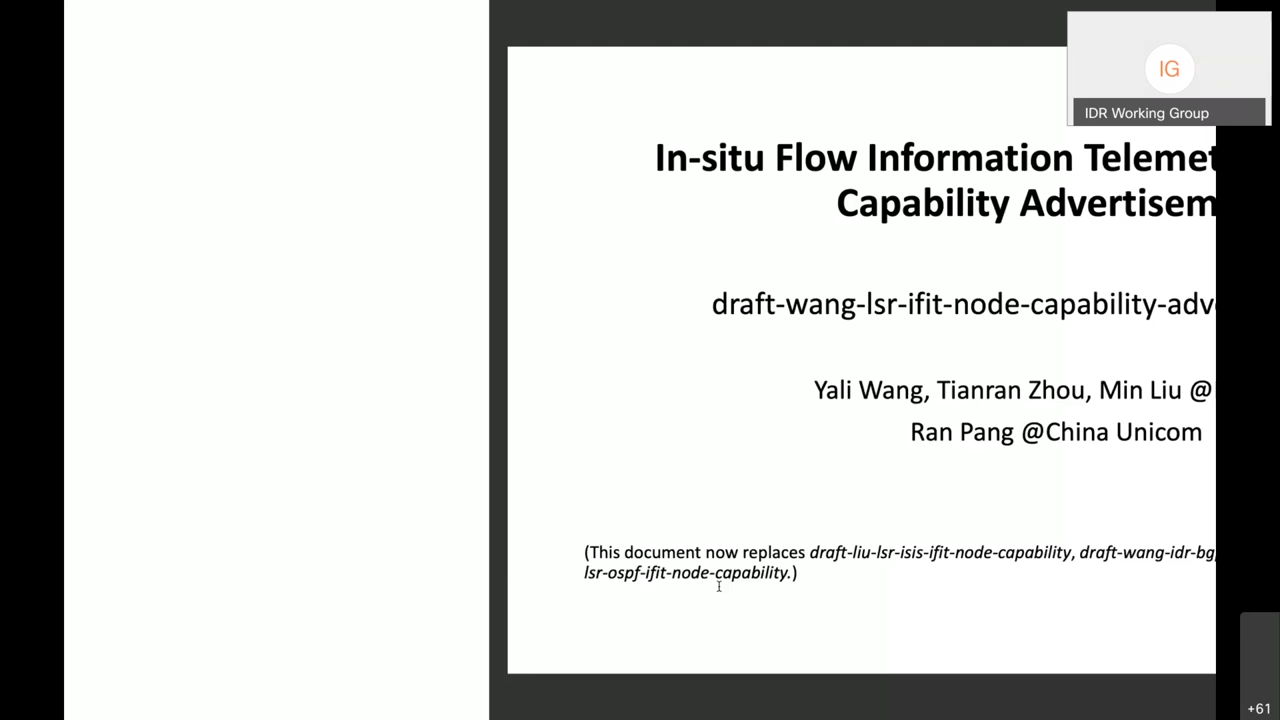 IG
IDR Working Group
In-situ Flow Information Telemet
Capability Advertisem
draft-wang-lsr-ifit-node-capability-adv
Yali Wang, Tianran Zhou, Min Liu @
Ran Pang @China Unicom
(This document now replaces draft-liu-lsr-isis-ifit-node-capability, draft-wang-idr-bg
lsr-ospf-ifit-node-capability.)
+61